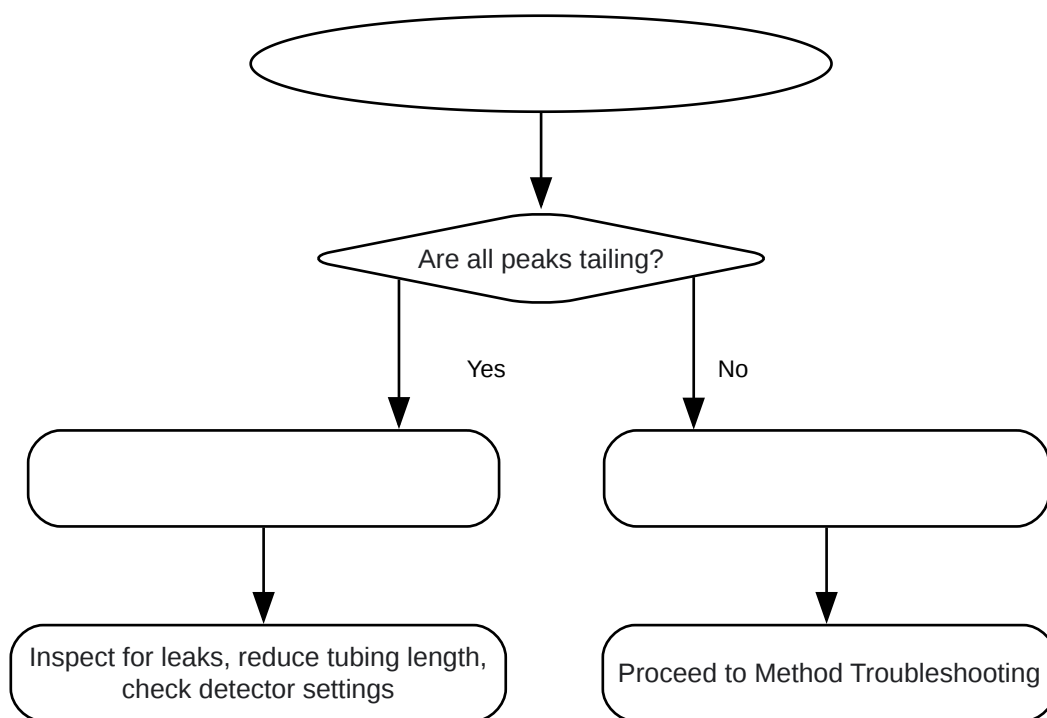 Are all peaks tailing?
Yes
No
Inspect for leaks, reduce tubing length,
check detector settings
Proceed to Method Troubleshooting